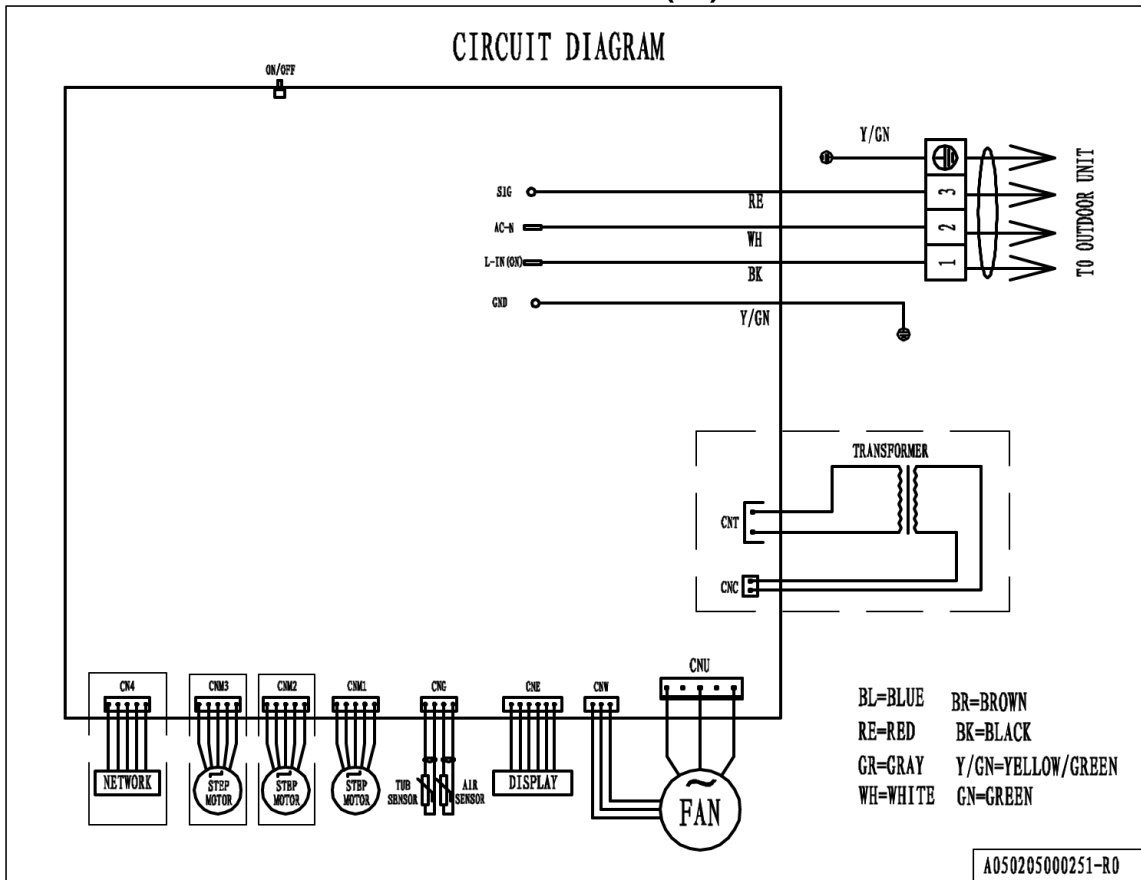 CIRCUIT DIAGRAM
ON/OFF
Y/GN
SIG
RE
3
AC-N
WH
2
L-IN(ON)
BK
1
GND
Y/GN
TO OUTDOOR UNIT
TRANSFORMER
CNT
CNC
CN4
CNM3
CNM2
CNM1
CNG
CNE
CNW
CNU
NETWORK
STEP MOTOR
STEP MOTOR
STEP MOTOR
TUB SENSOR
AIR SENSOR
DISPLAY
FAN
BL=BLUE BR=BROWN
RE=RED BK=BLACK
GR=GRAY Y/GN=YELLOW/GREEN
WH=WHITE GN=GREEN
A050205000251-R0